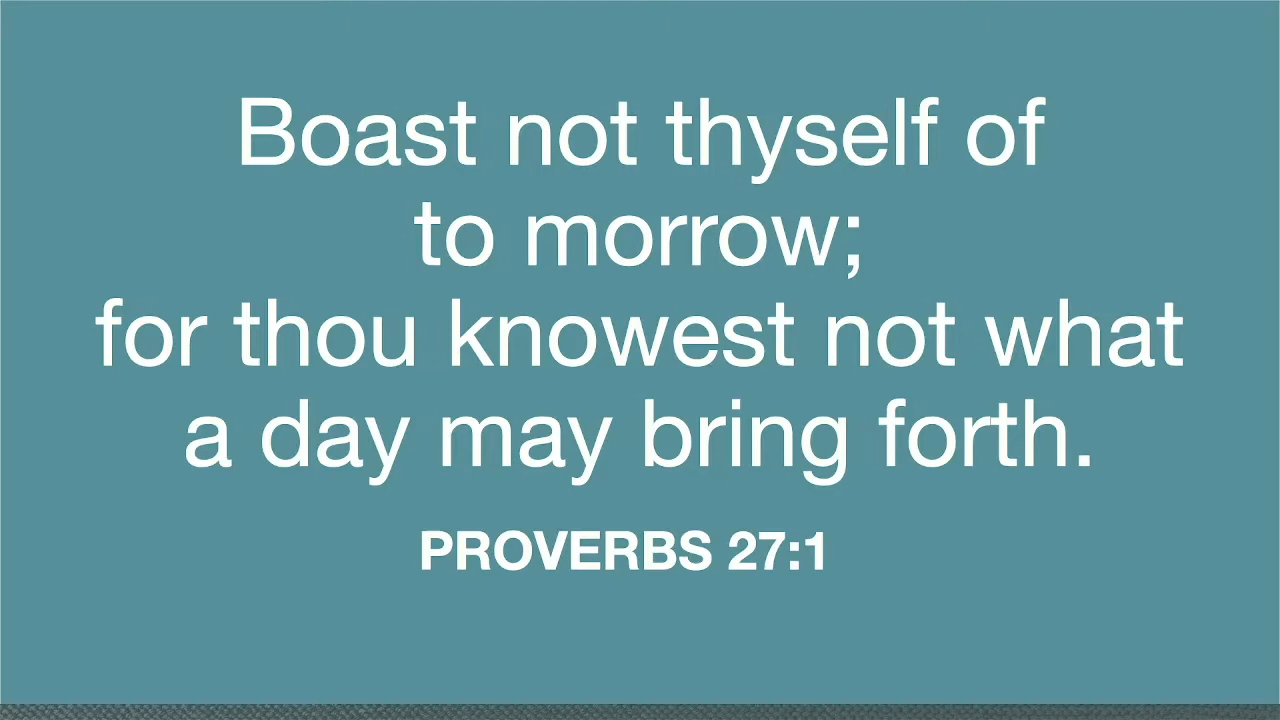 Boast not thyself of
to morrow;
for thou knowest not what
a day may bring forth.
PROVERBS 27:1